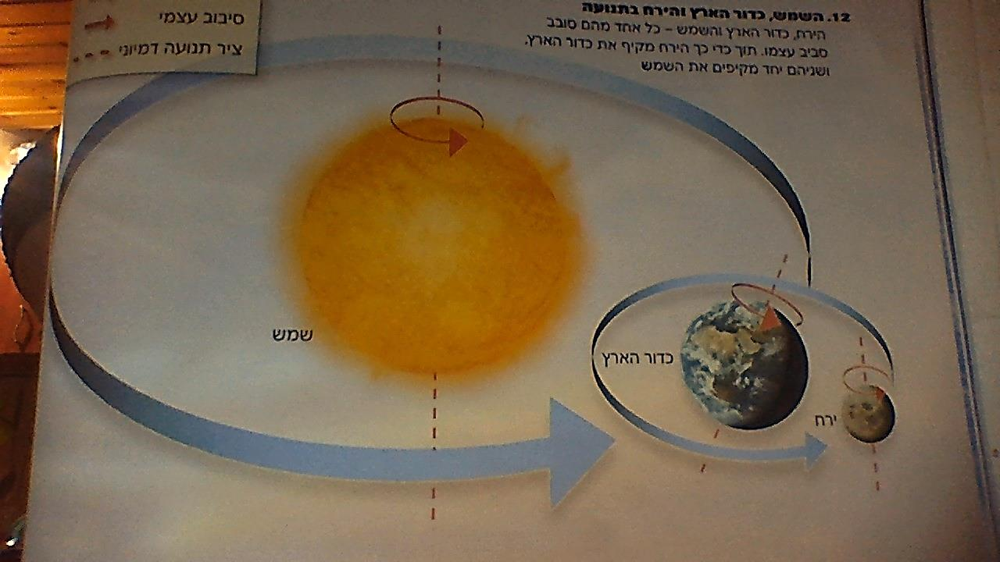 12. השמש, כדור הארץ והירח בתנועה
הירח, כדור הארץ והשמש – כל אחד מהם סובב
סביב עצמו. תוך כדי כך הירח מקיף את כדור הארץ,
ושניהם יחד מקיפים את השמש
סיבוב עצמי
ציר תנועה דמיוני
שמש
כדור הארץ
ירח